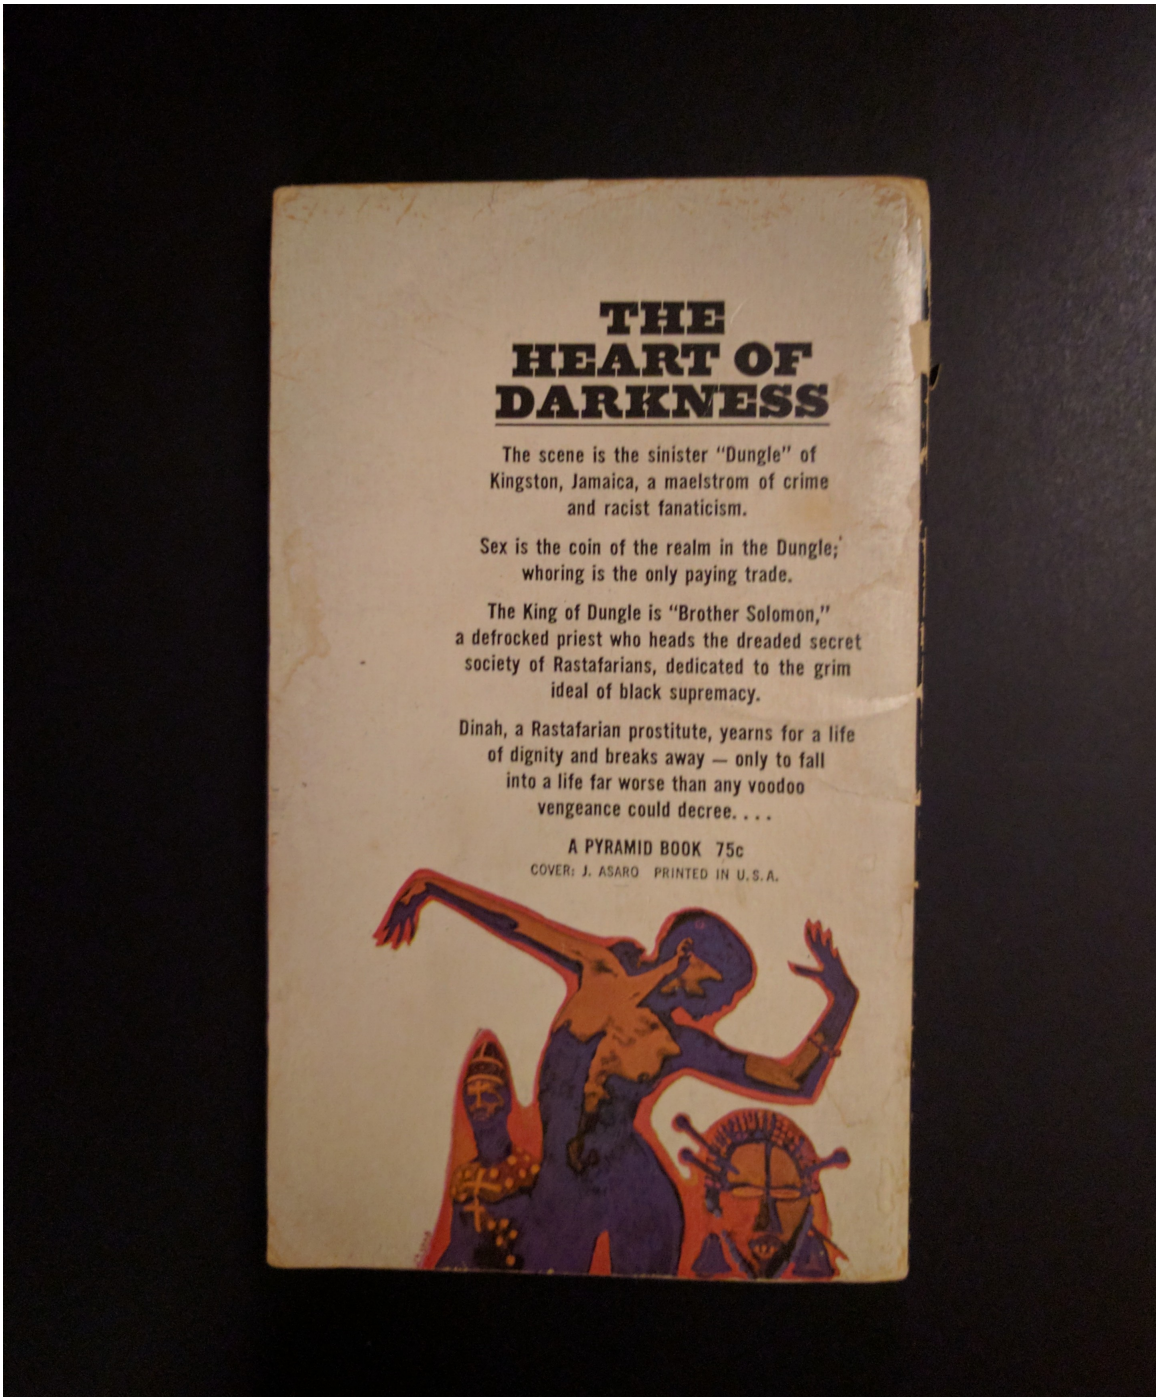 THE
HEART OF
DARKNESS
The scene is the sinister “Dungle” of
Kingston, Jamaica, a maelstrom of crime
and racist fanaticism.
Sex is the coin of the realm in the Dungle;
whoring is the only paying trade.
The King of Dungle is “Brother Solomon,”
a defrocked priest who heads the dreaded secret
society of Rastafarians, dedicated to the grim
ideal of black supremacy.
Dinah, a Rastafarian prostitute, yearns for a life
of dignity and breaks away — only to fall
into a life far worse than any voodoo
vengeance could decree. . . .
A PYRAMID BOOK 75c
COVER: J. ASARO PRINTED IN U.S.A.